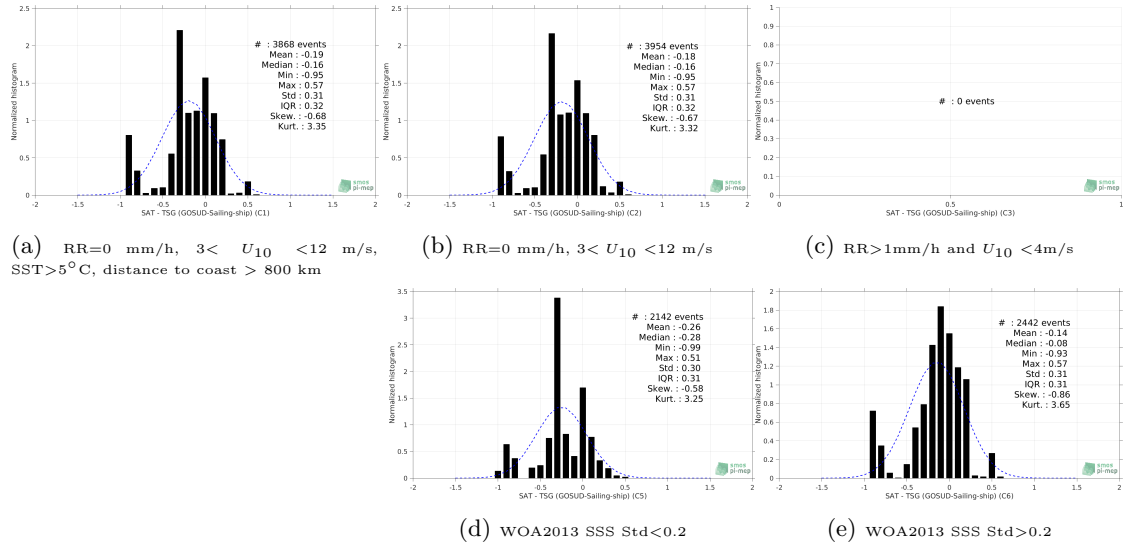 2.5
2
1.5
1
0.5
0
-2
-1.5
-1
-0.5
0
0.5
1
1.5
2
Normalized histogram
# : 3868 events
Mean : -0.19
Median : -0.16
Min : -0.95
Max : 0.57
Std : 0.31
IQR : 0.32
Skew. : -0.68
Kurt. : 3.35
smos
pi-mep
SAT - TSG (GOSUD-Sailing-ship) (C1)
(a) RR=0 mm/h, 3< U10 <12 m/s,
SST>5°C, distance to coast > 800 km
2.5
2
1.5
1
0.5
0
-2
-1.5
-1
-0.5
0
0.5
1
1.5
2
Normalized histogram
# : 3954 events
Mean : -0.18
Median : -0.16
Min : -0.95
Max : 0.57
Std : 0.31
IQR : 0.32
Skew. : -0.67
Kurt. : 3.32
smos
pi-mep
SAT - TSG (GOSUD-Sailing-ship) (C2)
(b) RR=0 mm/h, 3< U10 <12 m/s
1
0.9
0.8
0.7
0.6
0.5
0.4
0.3
0.2
0.1
0
0
0.5
1
Normalized histogram
# : 0 events
smos
pi-mep
SAT - TSG (GOSUD-Sailing-ship) (C3)
(c) RR>1mm/h and U10 <4m/s
3.5
3
2.5
2
1.5
1
0.5
0
-2
-1.5
-1
-0.5
0
0.5
1
1.5
2
Normalized histogram
# : 2142 events
Mean : -0.26
Median : -0.28
Min : -0.99
Max : 0.51
Std : 0.30
IQR : 0.31
Skew. : -0.58
Kurt. : 3.25
smos
pi-mep
SAT - TSG (GOSUD-Sailing-ship) (C5)
(d) WOA2013 SSS Std<0.2
2
1.8
1.6
1.4
1.2
1
0.8
0.6
0.4
0.2
0
-2
-1.5
-1
-0.5
0
0.5
1
1.5
2
Normalized histogram
# : 2442 events
Mean : -0.14
Median : -0.08
Min : -0.93
Max : 0.57
Std : 0.31
IQR : 0.31
Skew. : -0.86
Kurt. : 3.65
smos
pi-mep
SAT - TSG (GOSUD-Sailing-ship) (C6)
(e) WOA2013 SSS Std>0.2